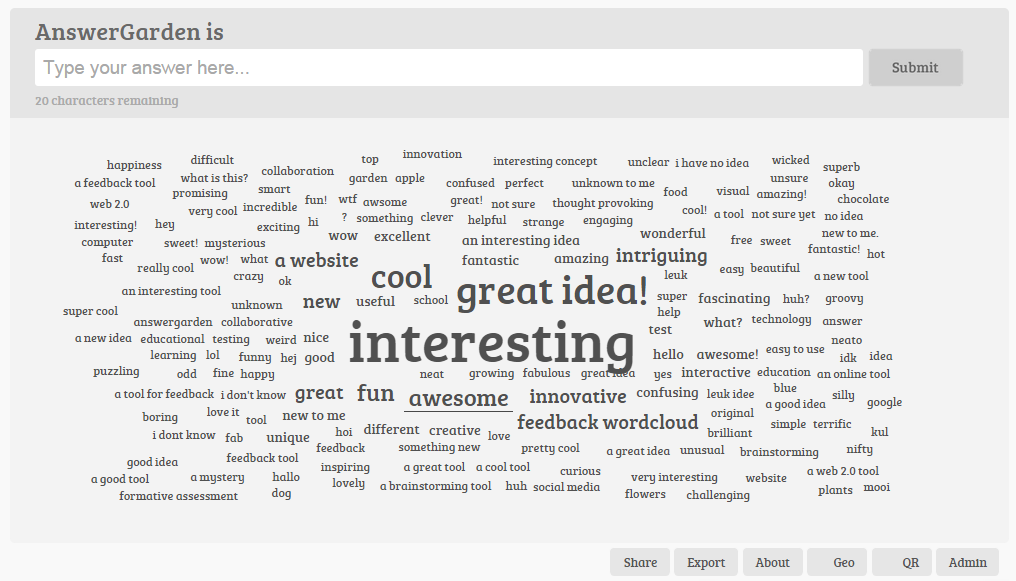 AnswerGarden is
Type your answer here...
Submit
20 characters remaining
innovation
happiness difficult top interesting concept unclear i have no idea wicked superb
collaboration
a feedback tool what is this? garden apple confused perfect unknown to me unsure okay
promising smart food visual amazing!
web 2.0 incredible fun! wtf awsome great! not sure thought provoking chocolate
very cool ? something clever cool! a tool not sure yet no idea
interesting! hey exciting hi helpful strange engaging
computer sweet! mysterious wow excellent an interesting idea wonderful free sweet new to me.
fast wow! what a website fantastic amazing intriguing fantastic! hot
really cool crazy ok cool leuk easy beautiful a new tool
an interesting tool new useful school great idea! super fascinating huh? groovy
super cool unknown help
answergarden collaborative test what? technology answer
a new idea educational testing weird nice interesting neato
learning lol funny hej good hello awesome! easy to use idk idea
puzzling odd fine happy neat growing fabulous great idea yes interactive education an online tool
a tool for feedback i don't know great fun awesome innovative confusing leuk idee blue silly
boring love it tool new to me feedback wordcloud original a good idea google
i dont know fab unique hoi different creative love brilliant simple terrific kul
feedback something new pretty cool a great idea unusual brainstorming nifty
good idea feedback tool inspiring a great tool a cool tool curious a web 2.0 tool
a good tool a mystery hallo lovely a brainstorming tool huh social media very interesting website plants mooi
formative assessment dog flowers challenging
Share Export About Geo QR Admin